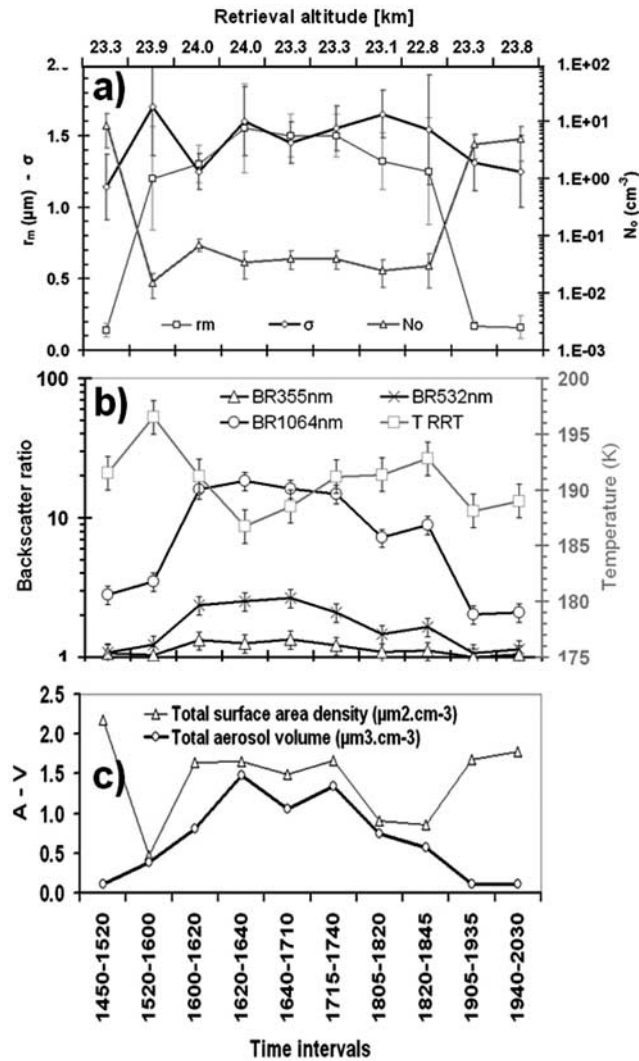 Retrieval altitude [km]
23.3 23.9 24.0 24.0 23.3 23.3 23.1 22.8 23.3 23.8
a)
1.5
1.0
0.5
0.0
rm (µm) - σ
1.E+02
1.E+01
1.E+00
1.E-01
1.E-02
1.E-03
No (cm-3)
rm σ No
b)
100
10
1
Backscatter ratio
BR355nm BR532nm
BR1064nm T RRT
200
195
190
185
180
175
Temperature (K)
c)
2.5
2.0
1.5
1.0
0.5
0.0
A - V
Total surface area density (µm2.cm-3)
Total aerosol volume (µm3.cm-3)
1450-1520
1520-1600
1600-1620
1620-1640
1640-1710
1715-1740
1805-1820
1820-1845
1905-1935
1940-2030
Time intervals